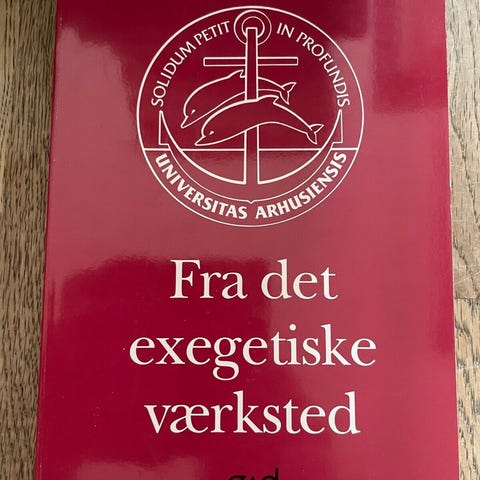 SOLIDUM PETIT IN PROFUNDIS
UNIVERSITAS ARHUSIENSIS
Fra det
exegetiske
værksted